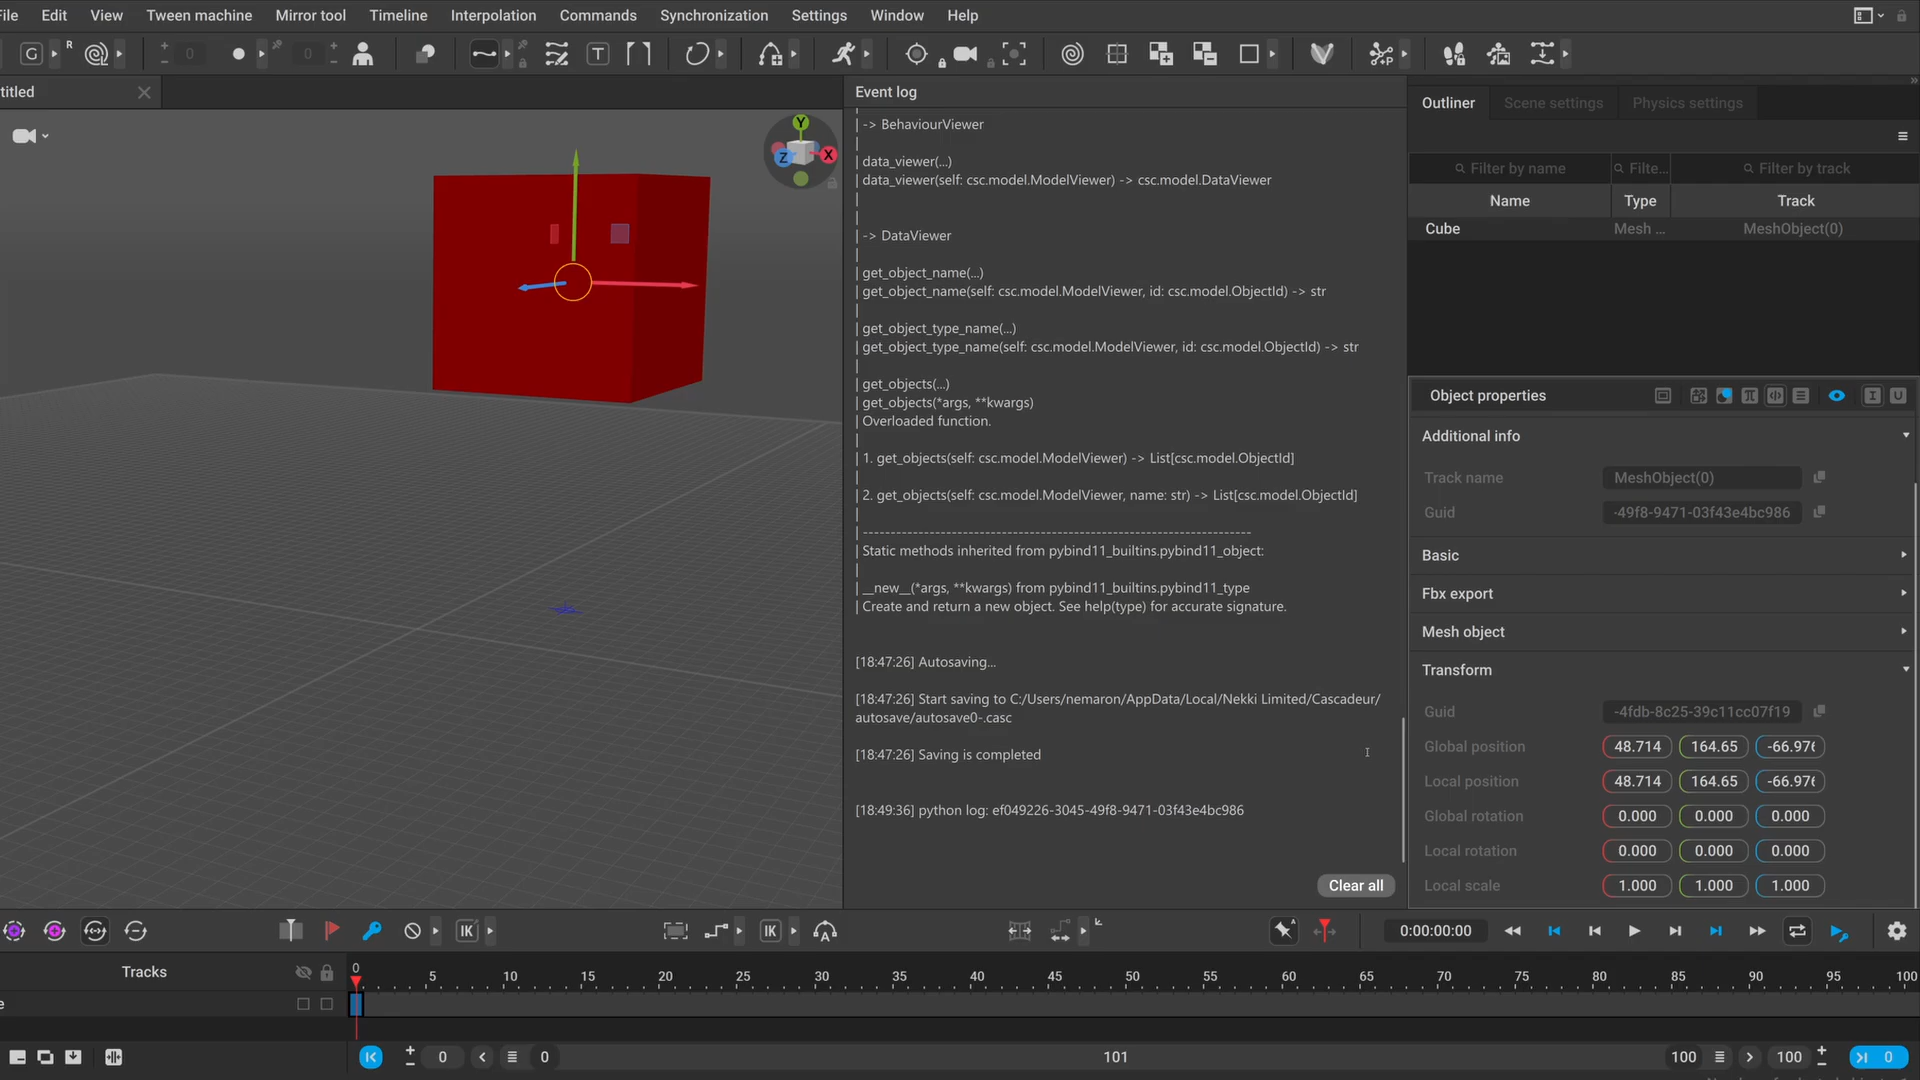 File Edit View Tween machine Mirror tool Timeline Interpolation Commands Synchronization Settings Window Help
G R 0 0 T
titled
Event log
Outliner Scene settings Physics settings
| -> BehaviourViewer
|
| data_viewer(...)
| data_viewer(self: csc.model.ModelViewer) -> csc.model.DataViewer
|
|
| -> DataViewer
|
| get_object_name(...)
| get_object_name(self: csc.model.ModelViewer, id: csc.model.ObjectId) -> str
|
| get_object_type_name(...)
| get_object_type_name(self: csc.model.ModelViewer, id: csc.model.ObjectId) -> str
|
| get_objects(...)
| get_objects(*args, **kwargs)
| Overloaded function.
|
| 1. get_objects(self: csc.model.ModelViewer) -> List[csc.model.ObjectId]
|
| 2. get_objects(self: csc.model.ModelViewer, name: str) -> List[csc.model.ObjectId]
|
| ----------------------------------------------------------------------
| Static methods inherited from pybind11_builtins.pybind11_object:
|
| __new__(*args, **kwargs) from pybind11_builtins.pybind11_type
| Create and return a new object. See help(type) for accurate signature.
[18:47:26] Autosaving...
[18:47:26] Start saving to C:/Users/nemaron/AppData/Local/Nekki Limited/Cascadeur/
autosave/autosave0-.casc
[18:47:26] Saving is completed
[18:49:36] python log: ef049226-3045-49f8-9471-03f43e4bc986
Clear all
Y
Z X
Filter by name Filte... Filter by track
Name Type Track
Cube Mesh ... MeshObject(0)
Object properties
Additional info
Track name MeshObject(0)
Guid -49f8-9471-03f43e4bc986
Basic
Fbx export
Mesh object
Transform
Guid -4fdb-8c25-39c11cc07f19
Global position 48.714 164.65 -66.976
Local position 48.714 164.65 -66.976
Global rotation 0.000 0.000 0.000
Local rotation 0.000 0.000 0.000
Local scale 1.000 1.000 1.000
IK IK A 0:00:00:00
Tracks 0 5 10 15 20 25 30 35 40 45 50 55 60 65 70 75 80 85 90 95 100
e
0 0 101 100 100 0